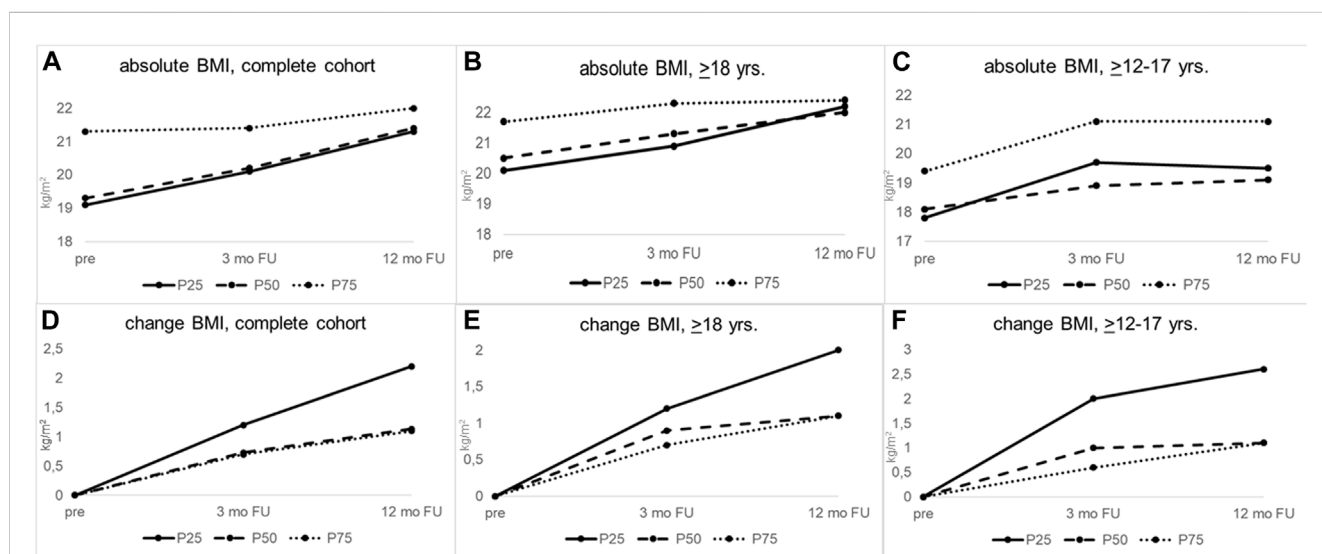 A
absolute BMI, complete cohort
22
21
20
19
18
kg/m²
pre
3 mo FU
12 mo FU
P25
P50
P75
B
absolute BMI, ≥18 yrs.
22
21
20
19
18
kg/m²
pre
3 mo FU
12 mo FU
P25
P50
P75
C
absolute BMI, ≥12-17 yrs.
22
21
20
19
18
17
kg/m²
pre
3 mo FU
12 mo FU
P25
P50
P75
D
change BMI, complete cohort
2,5
2
1,5
1
0,5
0
kg/m²
pre
3 mo FU
12 mo FU
P25
P50
P75
E
change BMI, ≥18 yrs.
2
1,5
1
0,5
0
kg/m²
pre
3 mo FU
12 mo FU
P25
P50
P75
F
change BMI, ≥12-17 yrs.
3
2,5
2
1,5
1
0,5
0
kg/m²
pre
3 mo FU
12 mo FU
P25
P50
P75